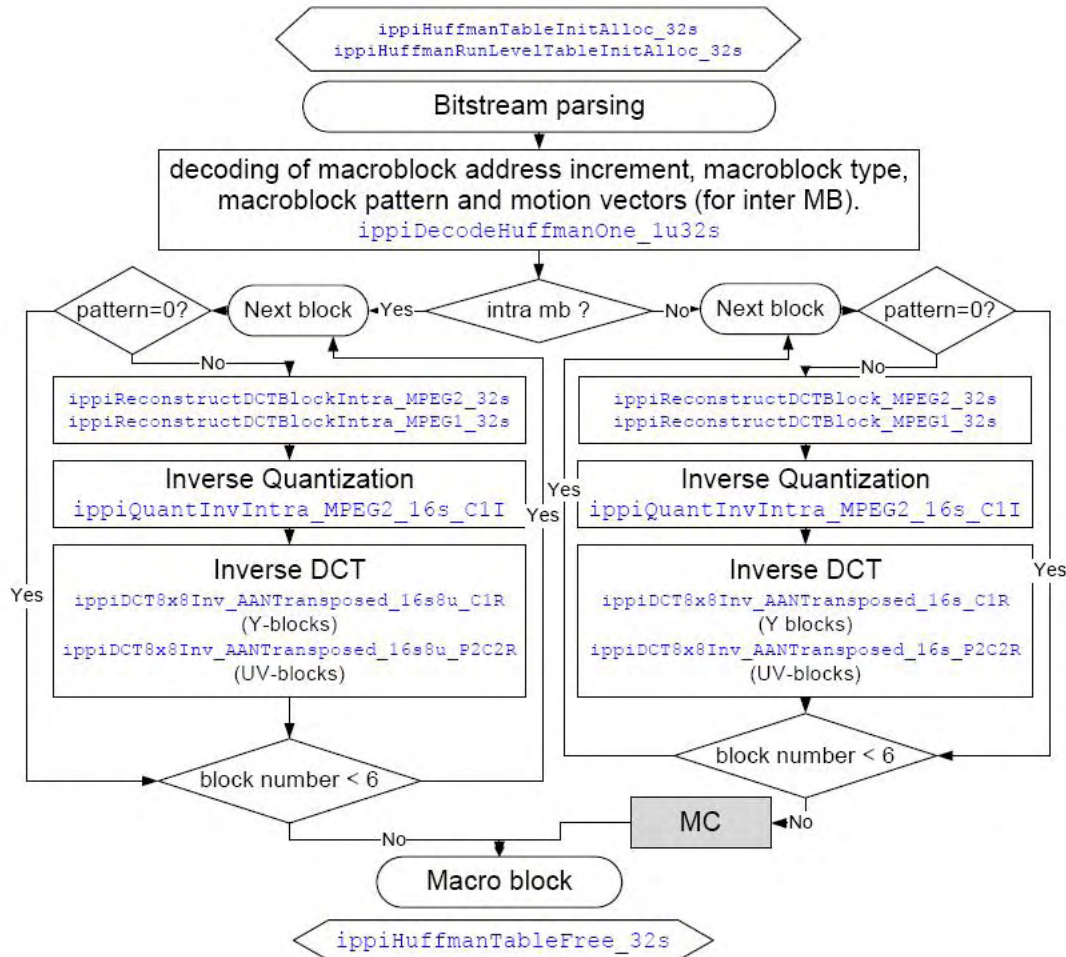 ippiHuffmanTableInitAlloc_32s
ippiHuffmanRunLevelTableInitAlloc_32s
Bitstream parsing
decoding of macroblock address increment, macroblock type,
macroblock pattern and motion vectors (for inter MB).
ippiDecodeHuffmanOne_1u32s
pattern=0?
Next block
Yes
intra mb ?
No
Next block
pattern=0?
No
No
ippiReconstructDCTBlockIntra_MPEG2_32s
ippiReconstructDCTBlockIntra_MPEG1_32s
ippiReconstructDCTBlock_MPEG2_32s
ippiReconstructDCTBlock_MPEG1_32s
Inverse Quantization
ippiQuantInvIntra_MPEG2_16s_C1I
Yes
Yes
Inverse Quantization
ippiQuantInvIntra_MPEG2_16s_C1I
Yes
Inverse DCT
ippiDCT8x8Inv_AANTransposed_16s8u_C1R
(Y-blocks)
ippiDCT8x8Inv_AANTransposed_16s8u_P2C2R
(UV-blocks)
Inverse DCT
ippiDCT8x8Inv_AANTransposed_16s_C1R
(Y blocks)
ippiDCT8x8Inv_AANTransposed_16s_P2C2R
(UV-blocks)
Yes
block number < 6
block number < 6
No
MC
No
Macro block
ippiHuffmanTableFree_32s